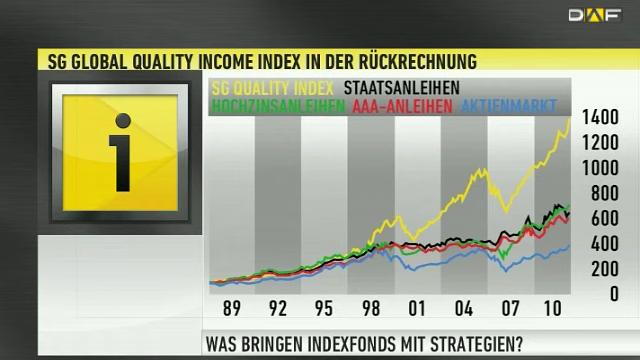 DAF
SG GLOBAL QUALITY INCOME INDEX IN DER RÜCKRECHNUNG
i
SG QUALITY INDEX STAATSANLEIHEN
HOCHZINSANLEIHEN AAA-ANLEIHEN AKTIENMARKT
1400
1200
1000
800
600
400
200
0
89 92 95 98 01 04 07 10
WAS BRINGEN INDEXFONDS MIT STRATEGIEN?